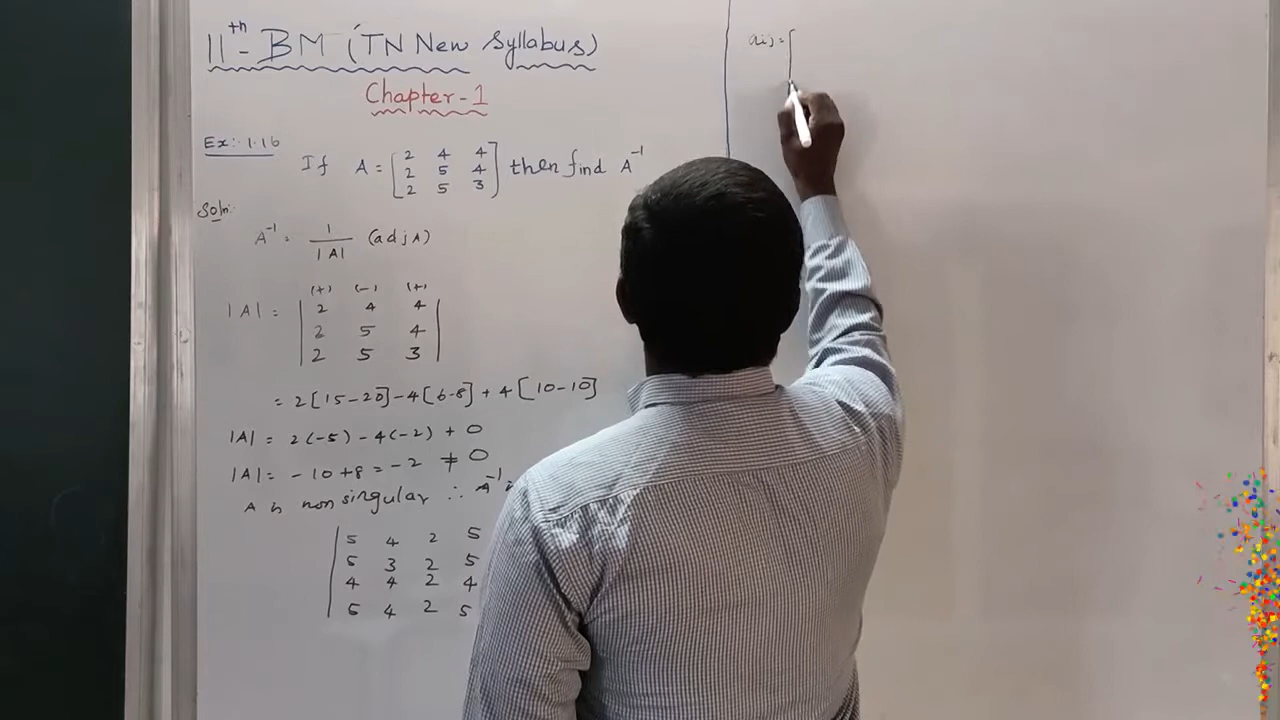 11th - BM (TN New Syllabus)
Chapter - 1
Ex: 1.16
If A = [2 4 4
2 5 4
2 5 3] then find A⁻¹
Soln:
A⁻¹ = 1/|A| (adj A)
(+) (-) (+)
|A| = |2 4 4
2 5 4
2 5 3|
= 2[15-20] -4[6-8] + 4[10-10]
|A| = 2(-5) - 4(-2) + 0
|A| = -10+8 = -2 ≠ 0
A is non singular ∴ A⁻¹
|5 4 2 5
5 3 2 5
4 4 2 4
5 4 2 5
aij = [